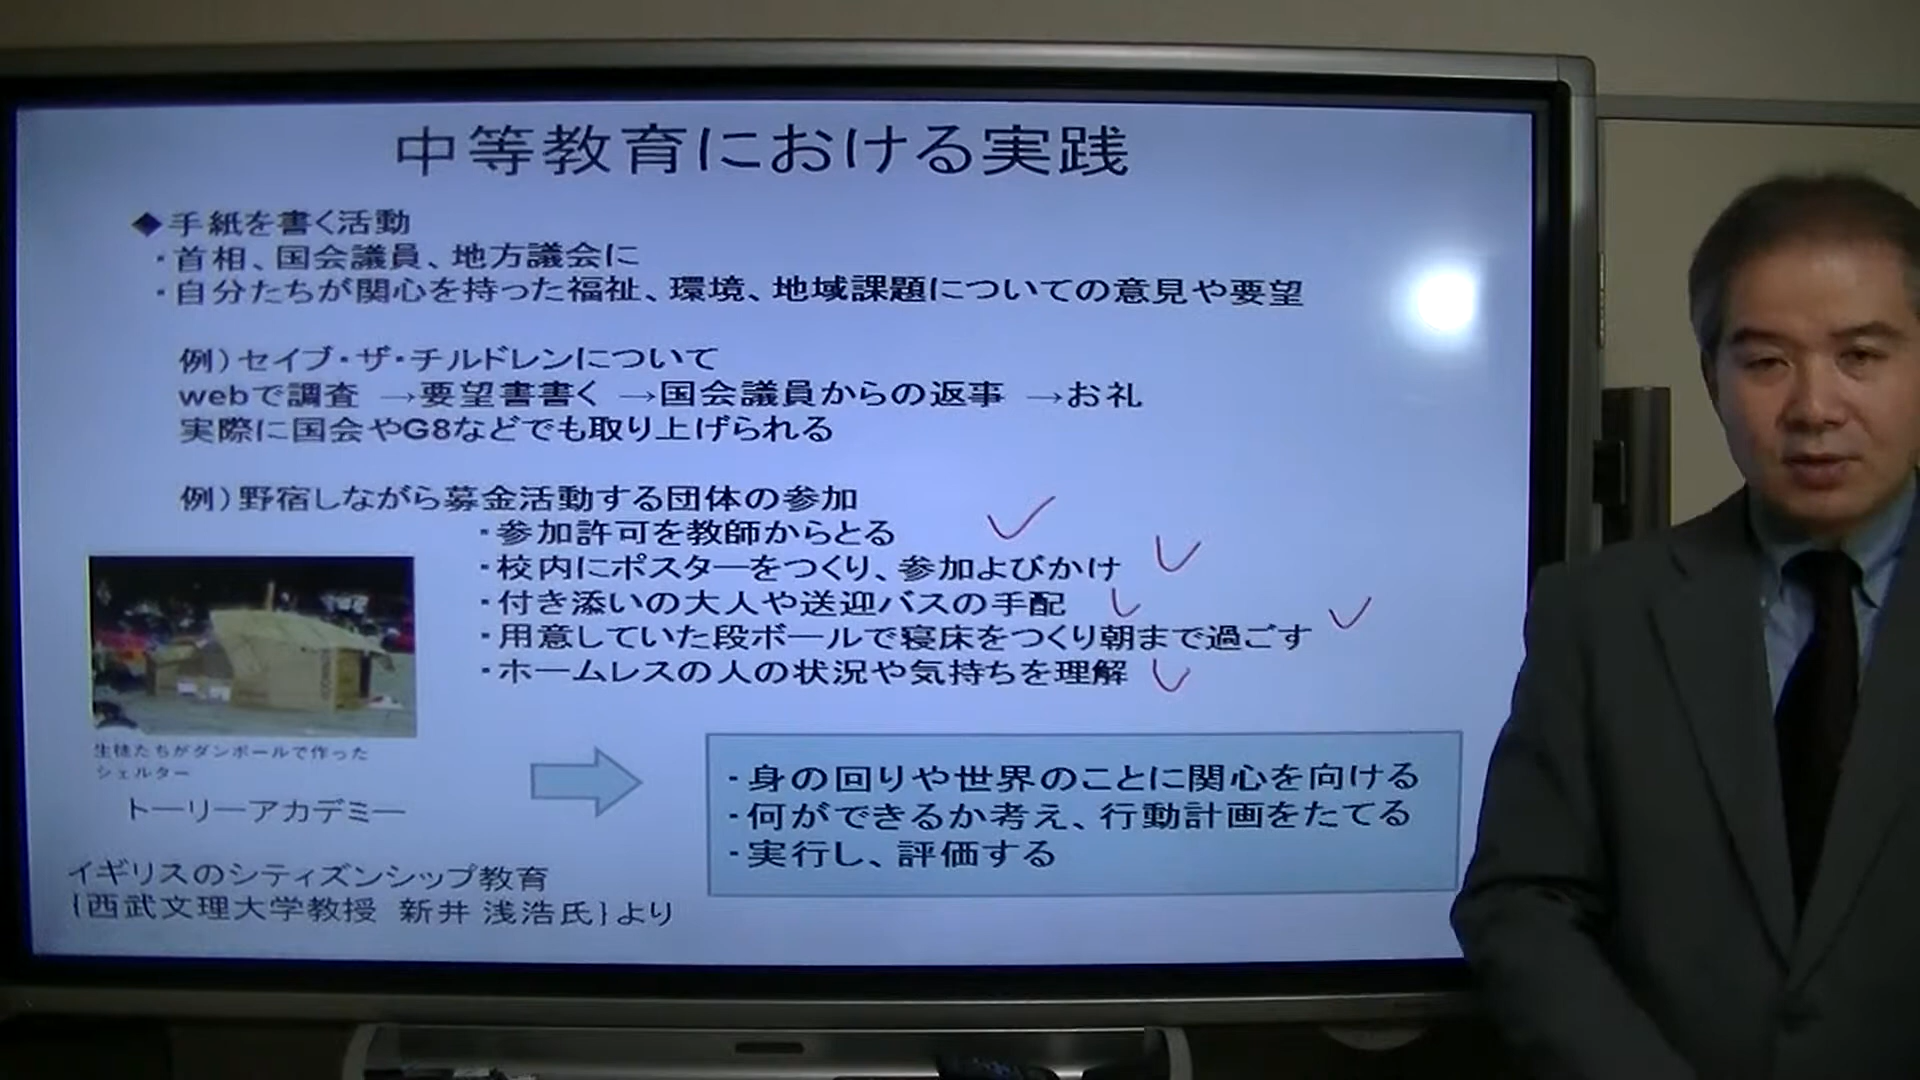 中等教育における実践
◆手紙を書く活動
・首相、国会議員、地方議会に
・自分たちが関心を持った福祉、環境、地域課題についての意見や要望
例）セイブ・ザ・チルドレンについて
webで調査 →要望書書く →国会議員からの返事 →お礼
実際に国会やG8などでも取り上げられる
例）野宿しながら募金活動する団体の参加
・参加許可を教師からとる
・校内にポスターをつくり、参加よびかけ
・付き添いの大人や送迎バスの手配
・用意していた段ボールで寝床をつくり朝まで過ごす
・ホームレスの人の状況や気持ちを理解
生徒たちがダンボールで作った
シェルター
トーリーアカデミー
・身の回りや世界のことに関心を向ける
・何ができるか考え、行動計画をたてる
・実行し、評価する
イギリスのシティズンシップ教育
{西武文理大学教授 新井 浅浩氏}より